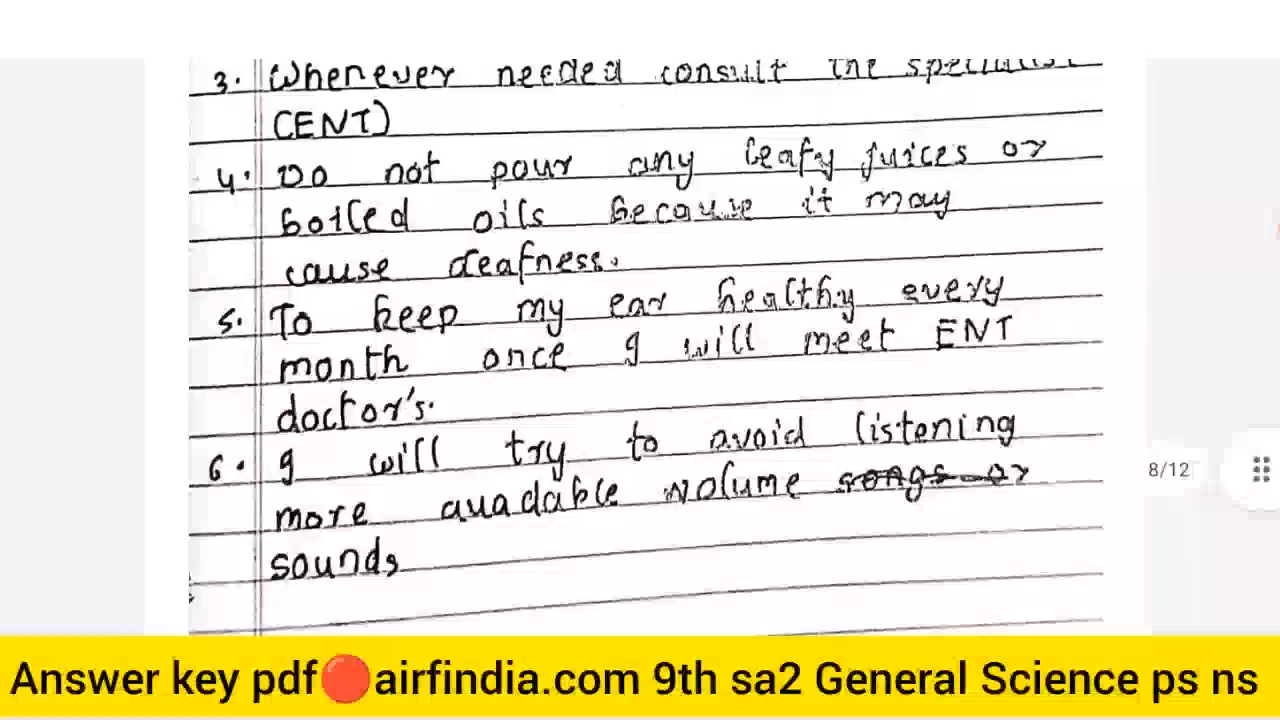 3. Whenever needed consult the specialist
CENT)
4. Do not pour any leafy juices or
boiled oils because it may
cause deafness.
5. To keep my ear healthy every
month once I will meet ENT
doctor's.
6. I will try to avoid listening
more auadable volume songs or
sounds
8/12
Answer key pdf🔴airfindia.com 9th sa2 General Science ps ns